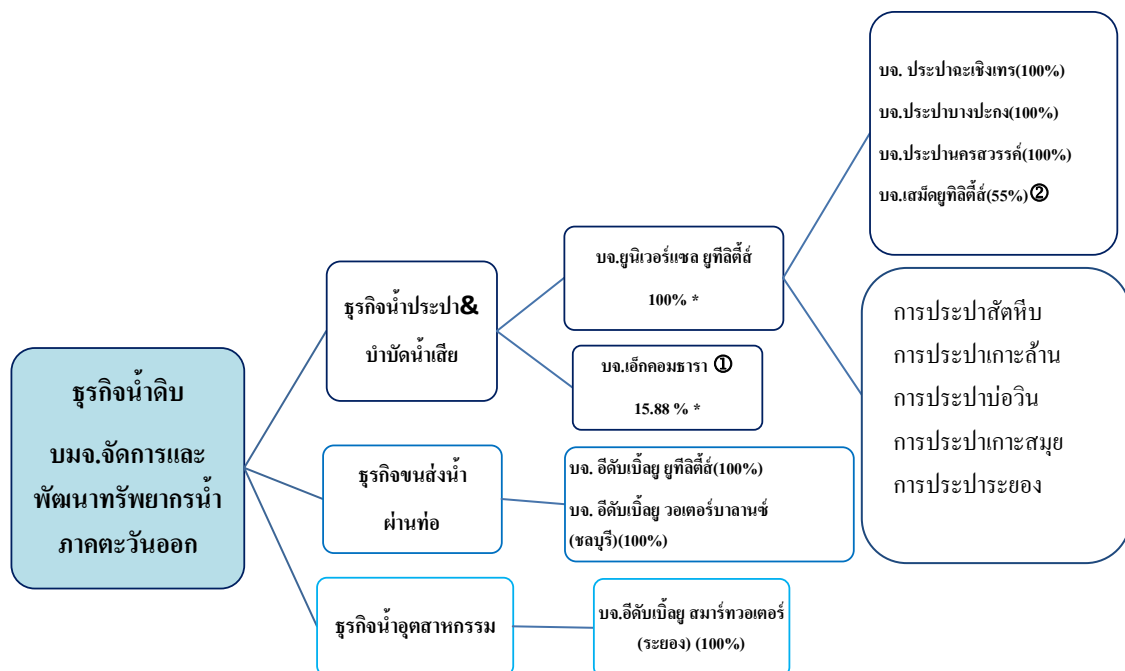 ธุรกิจน้ำดิบ
บมจ.จัดการและ
พัฒนาทรัพยากรน้ำ
ภาคตะวันออก
ธุรกิจน้ำประปา&
บำบัดน้ำเสีย
บจ.ยูนิเวอร์แซล ยูทีลิตี้ส์
100% *
บจ.เอ็กคอมธารา ①
15.88 % *
บจ. ประปาฉะเชิงเทร(100%)
บจ.ประปาบางปะกง(100%)
บจ.ประปานครสวรรค์(100%)
บจ.เสม็ดยูทิลิตี้ส์(55%)②
การประปาสัตหีบ
การประปาเกาะล้าน
การประปาบ่อวิน
การประปาเกาะสมุย
การประปาระยอง
ธุรกิจขนส่งน้ำ
ผ่านท่อ
บจ. อีดับเบิ้ลยู ยูทีลิตี้ส์(100%)
บจ. อีดับเบิ้ลยู วอเตอร์บาลานซ์
(ชลบุรี)(100%)
ธุรกิจน้ำอุตสาหกรรม
บจ.อีดับเบิ้ลยู สมาร์ทวอเตอร์
(ระยอง) (100%)